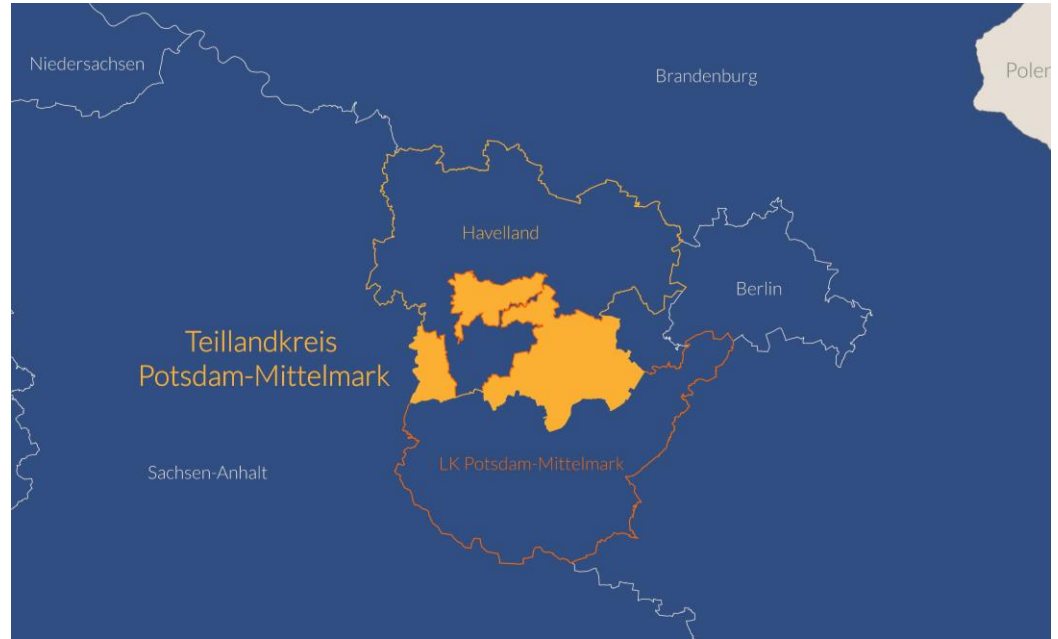 Niedersachsen
Brandenburg
Polen
Havelland
Berlin
Teillandkreis
Potsdam-Mittelmark
LK Potsdam-Mittelmark
Sachsen-Anhalt